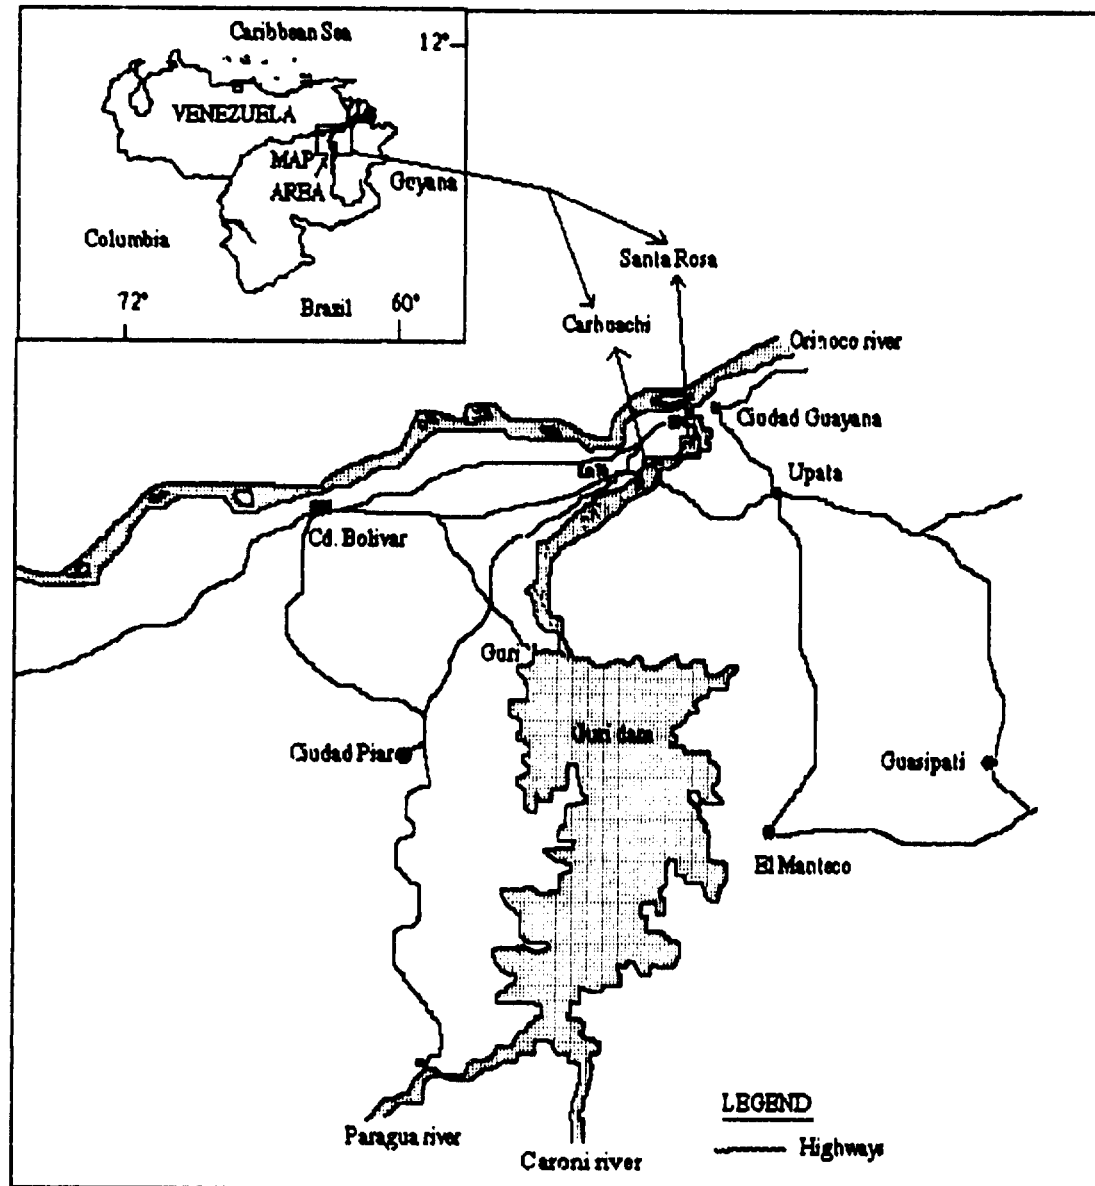 Caribbean Sea
12°
VENEZUELA
MAP
AREA
Guyana
Columbia
Brazil
72°
60°
Santa Rosa
Carhuachi
Orinoco river
Ciudad Guayana
Upata
Cd. Bolivar
Guri
Guri dam
Ciudad Piar
Guasipati
El Manteco
LEGEND
Highways
Paragua river
Caroni river